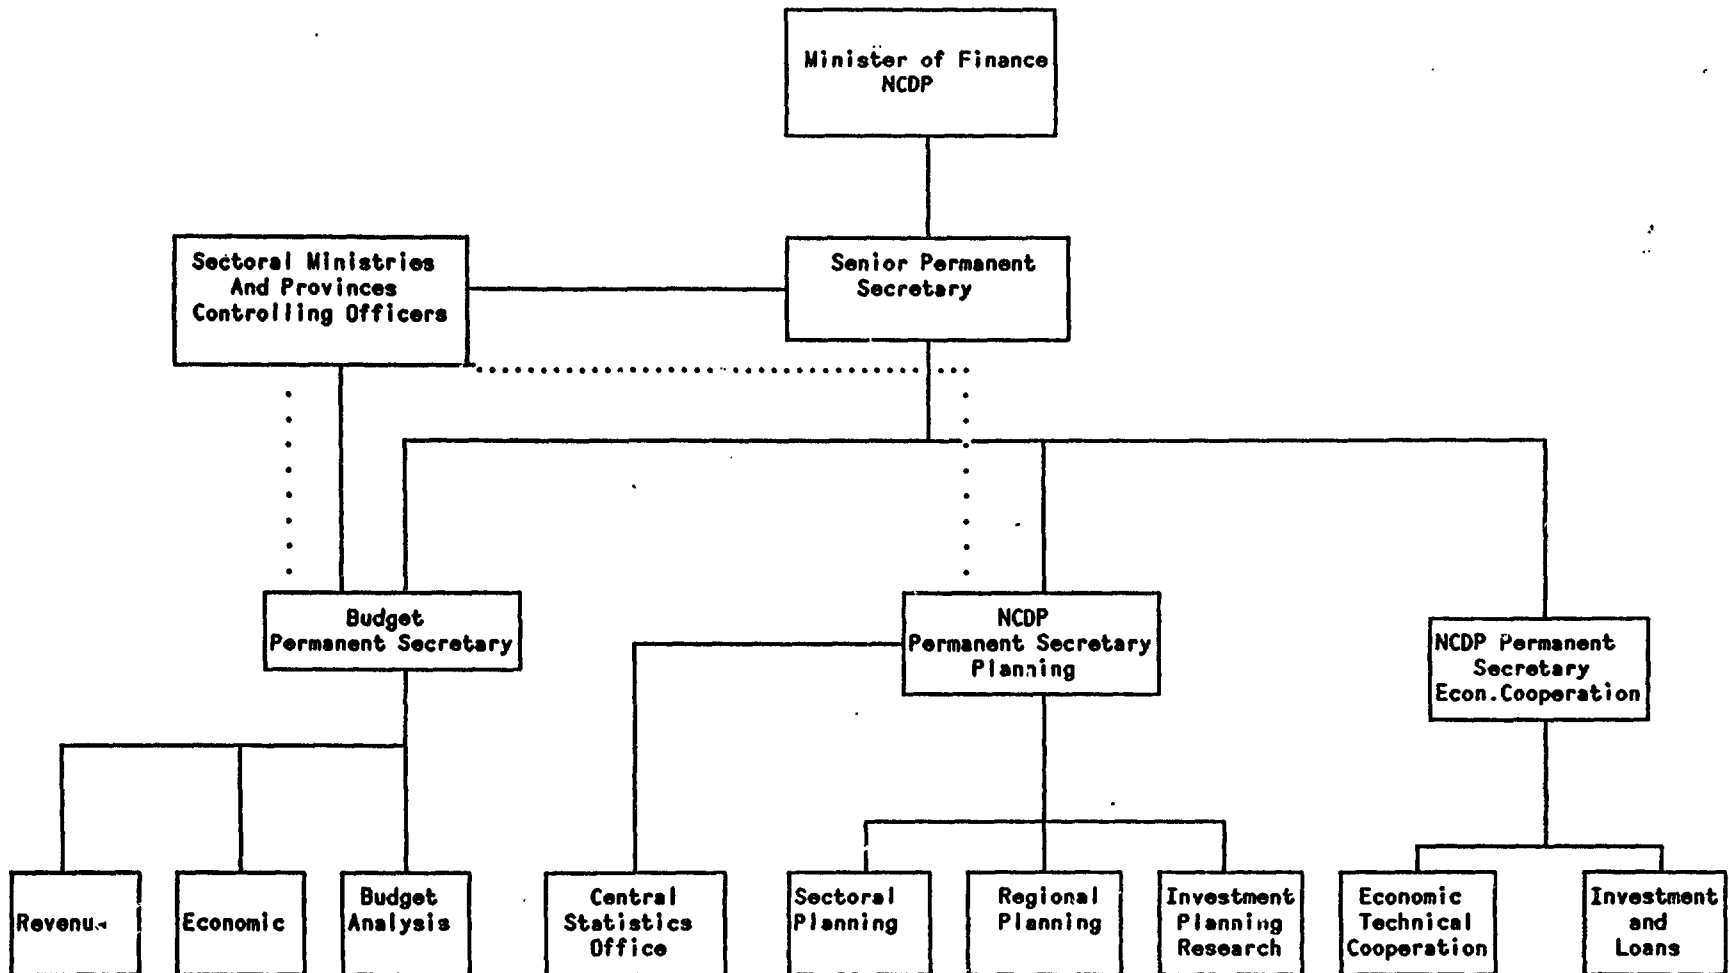 Minister of Finance
NCDP
Sectoral Ministries
And Provinces
Controlling Officers
Senior Permanent
Secretary
Budget
Permanent Secretary
NCDP
Permanent Secretary
Planning
NCDP Permanent
Secretary
Econ.Cooperation
Revenue
Economic
Budget
Analysis
Central
Statistics
Office
Sectoral
Planning
Regional
Planning
Investment
Planning
Research
Economic
Technical
Cooperation
Investment
and
Loans